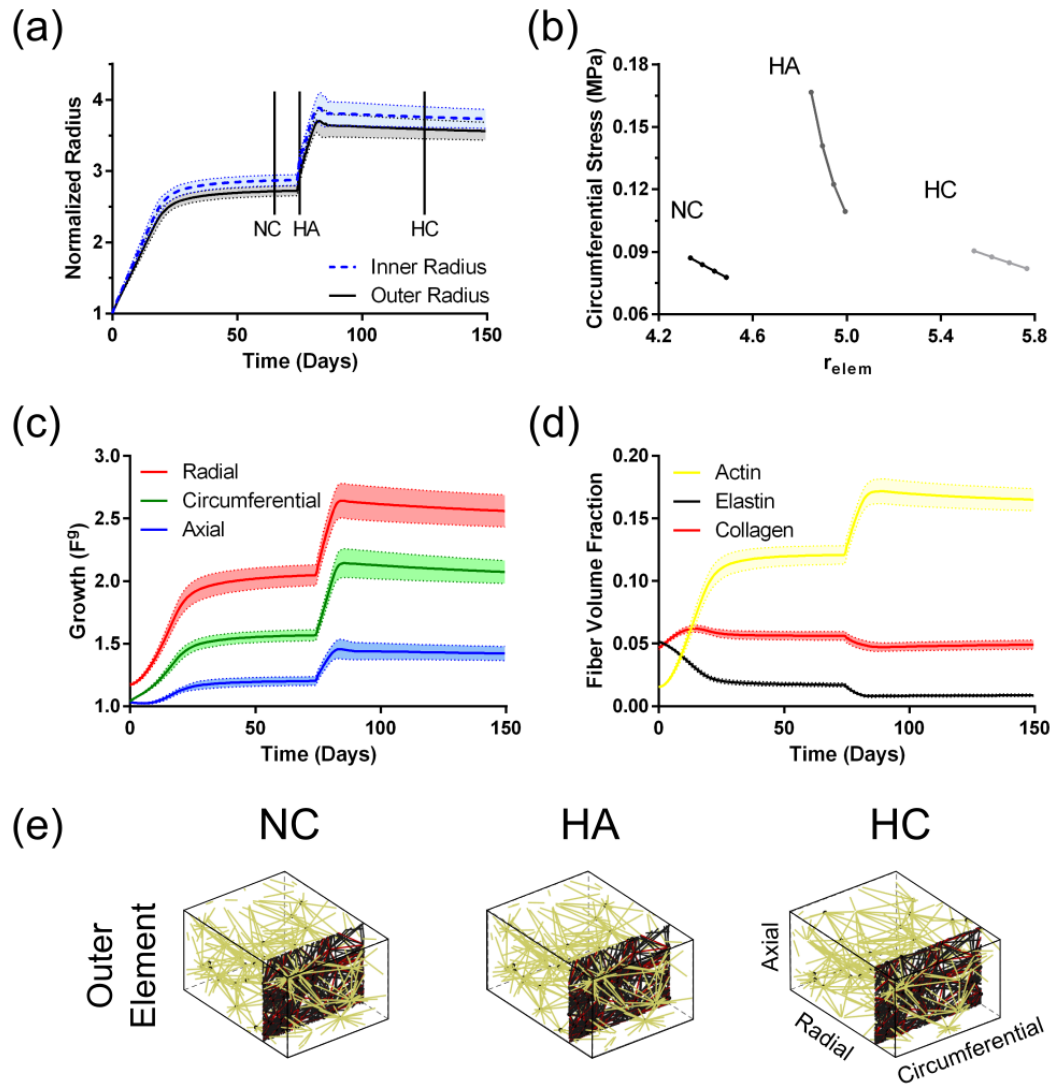 (a)
Normalized Radius
4
3
2
1
NC
HA
HC
Inner Radius
Outer Radius
0
50
100
150
Time (Days)
(b)
Circumferential Stress (MPa)
0.18
0.15
0.12
0.09
0.06
HA
NC
HC
4.2
4.6
5.0
5.4
5.8
r_elem
(c)
Growth (F^g)
3.0
2.5
2.0
1.5
1.0
Radial
Circumferential
Axial
0
50
100
150
Time (Days)
(d)
Fiber Volume Fraction
0.20
0.15
0.10
0.05
0.00
Actin
Elastin
Collagen
0
50
100
150
Time (Days)
(e)
NC
HA
HC
Outer
Element
Axial
Radial
Circumferential